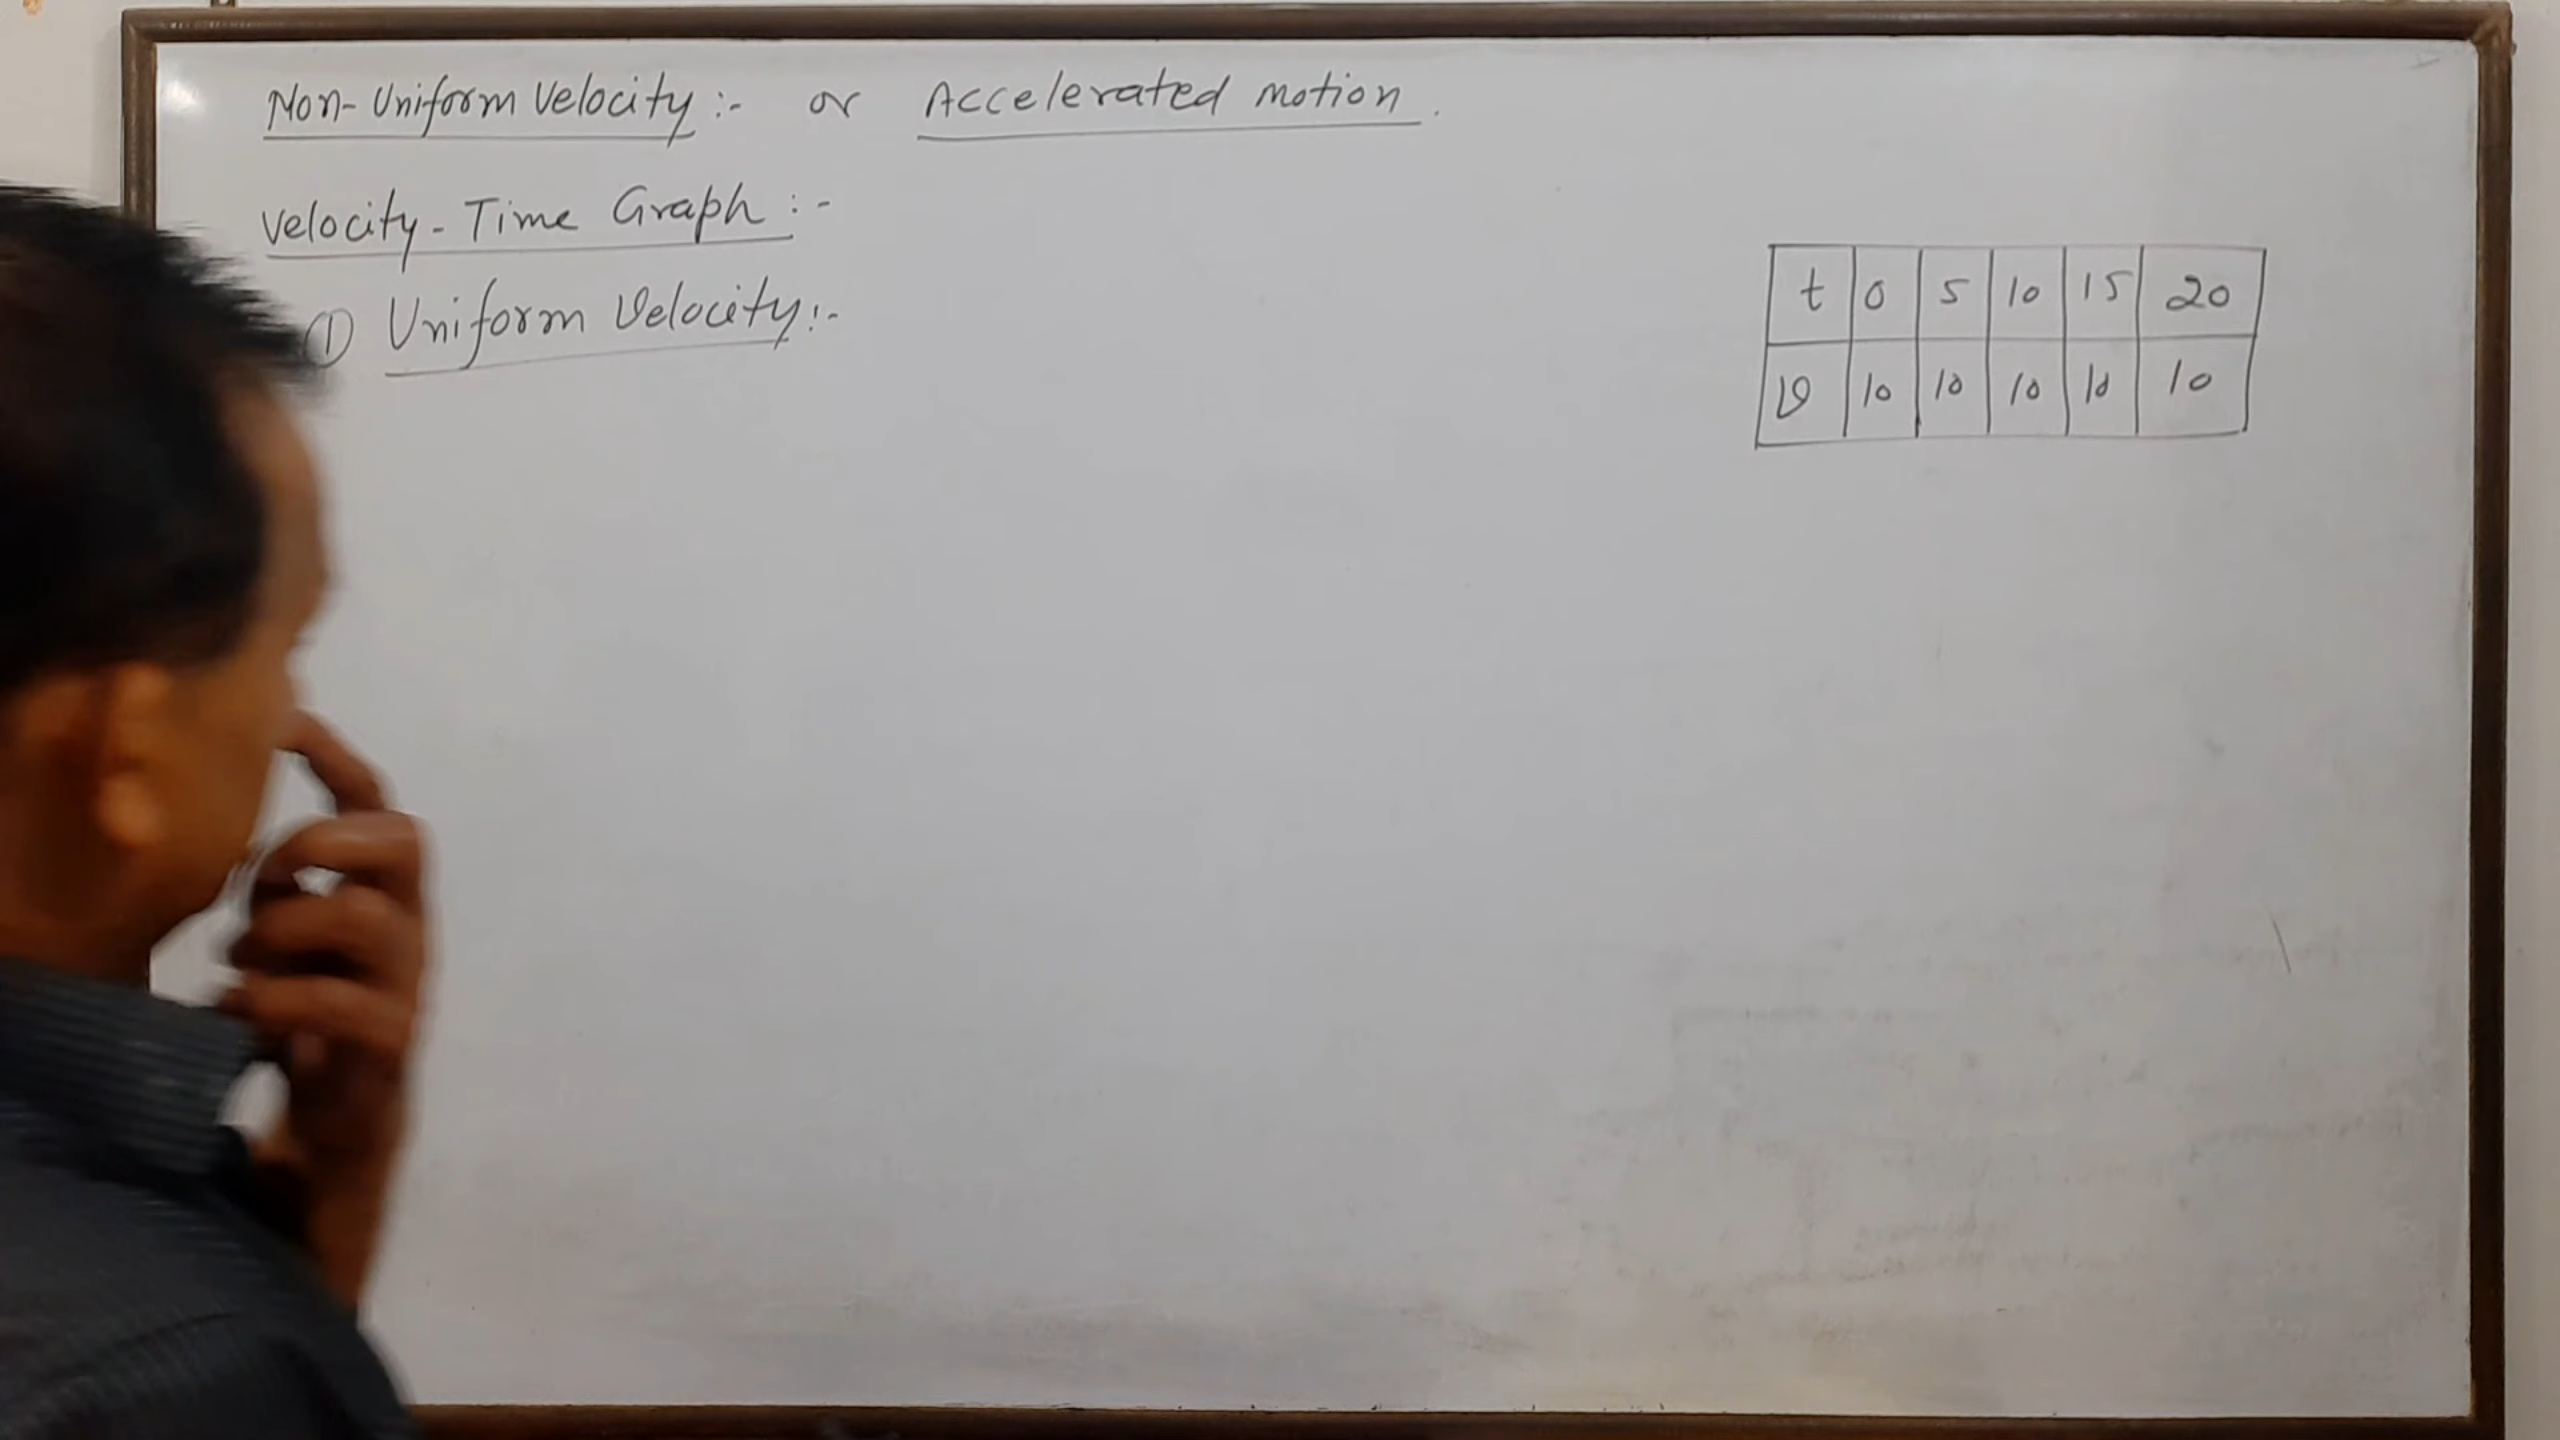 Non-Uniform Velocity:- or Accelerated motion.
Velocity-Time Graph:-
① Uniform Velocity:-
t 0 5 10 15 20
v 10 10 10 10 10